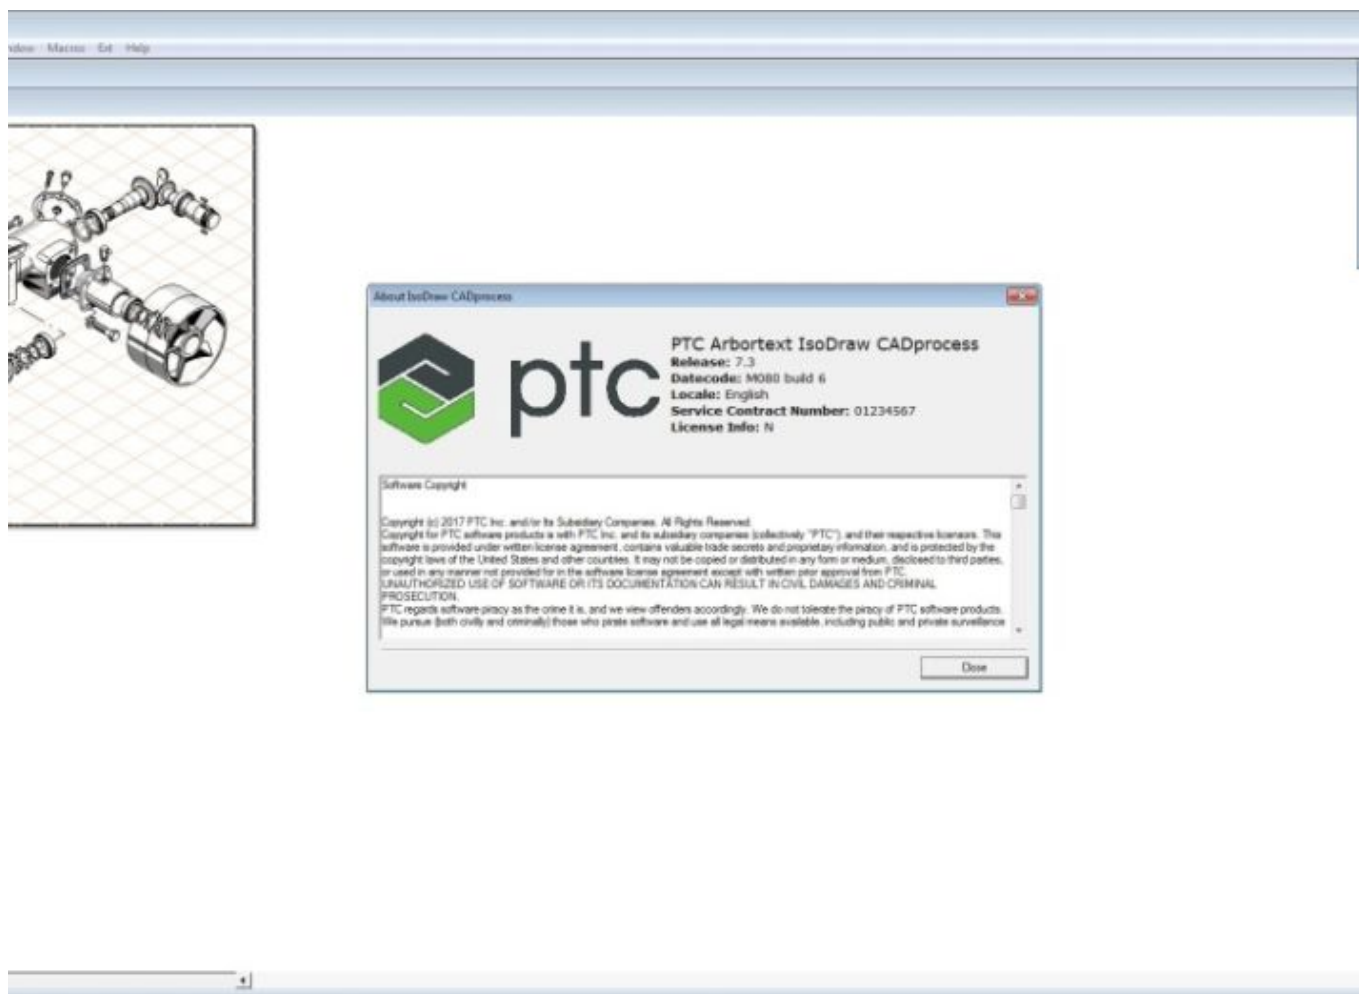 Macros Ext Help
About IsoDraw CADprocess
ptc
PTC Arbortext IsoDraw CADprocess
Release: 7.3
Datecode: M080 build 6
Locale: English
Service Contract Number: 01234567
License Info: N
Software Copyright
Copyright (c) 2017 PTC Inc. and/or Its Subsidiary Companies. All Rights Reserved.
Copyright for PTC software products is with PTC Inc. and its subsidiary companies (collectively "PTC"), and their respective licensors. This
software is provided under written license agreement, contains valuable trade secrets and proprietary information, and is protected by the
copyright laws of the United States and other countries. It may not be copied or distributed in any form or medium, disclosed to third parties,
or used in any manner not provided for in the software license agreement except with written prior approval from PTC.
UNAUTHORIZED USE OF SOFTWARE OR ITS DOCUMENTATION CAN RESULT IN CIVIL DAMAGES AND CRIMINAL
PROSECUTION.
PTC regards software piracy as the crime it is, and we view offenders accordingly. We do not tolerate the piracy of PTC software products.
We pursue (both civilly and criminally) those who pirate software and use all legal means available, including public and private surveillance
Close